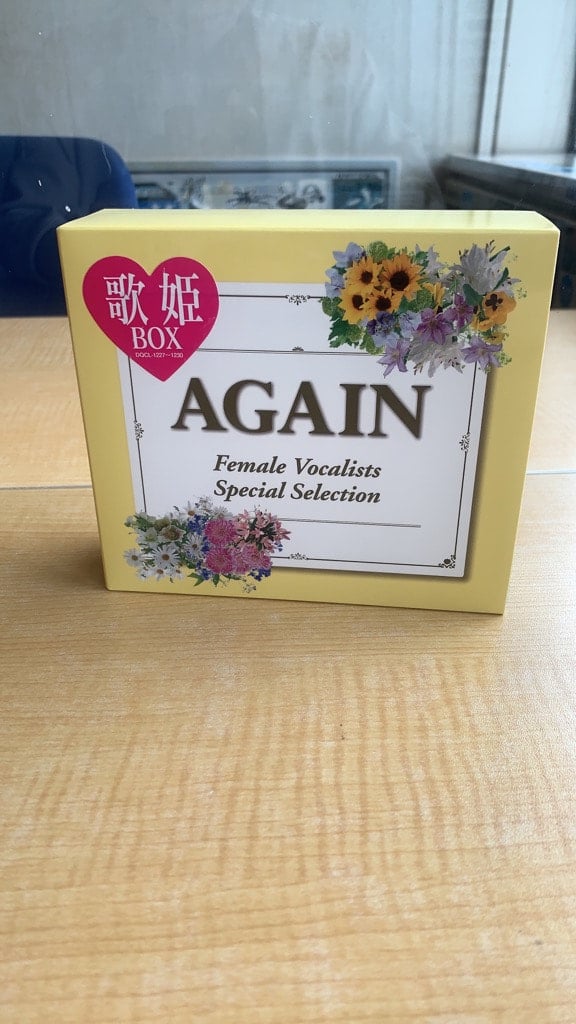 歌姫
BOX
DQCL-1227〜1230
AGAIN
Female Vocalists
Special Selection